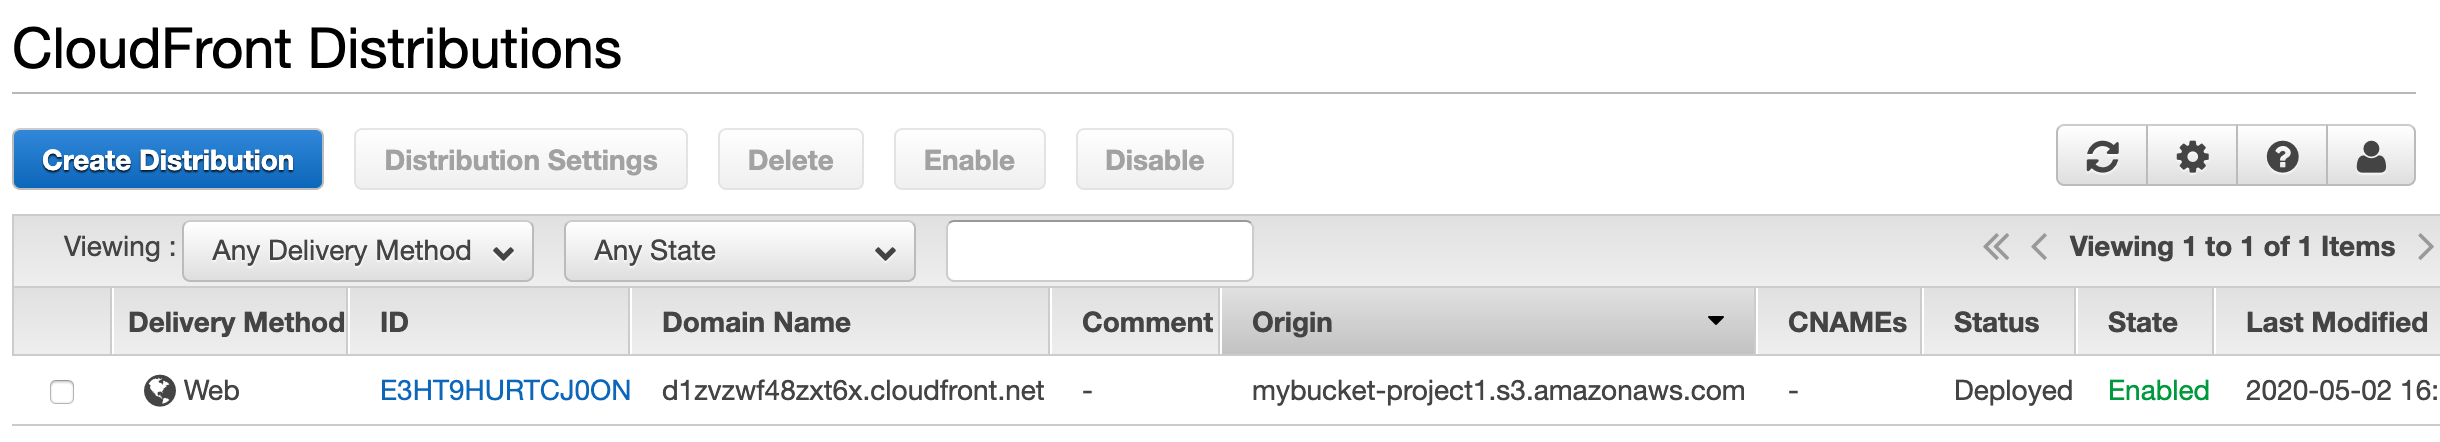 CloudFront Distributions
Create Distribution Distribution Settings Delete Enable Disable
Viewing : Any Delivery Method Any State Viewing 1 to 1 of 1 Items
Delivery Method ID Domain Name Comment Origin CNAMEs Status State Last Modified
Web E3HT9HURTCJ0ON d1zvzwf48zxt6x.cloudfront.net - mybucket-project1.s3.amazonaws.com - Deployed Enabled 2020-05-02 16: